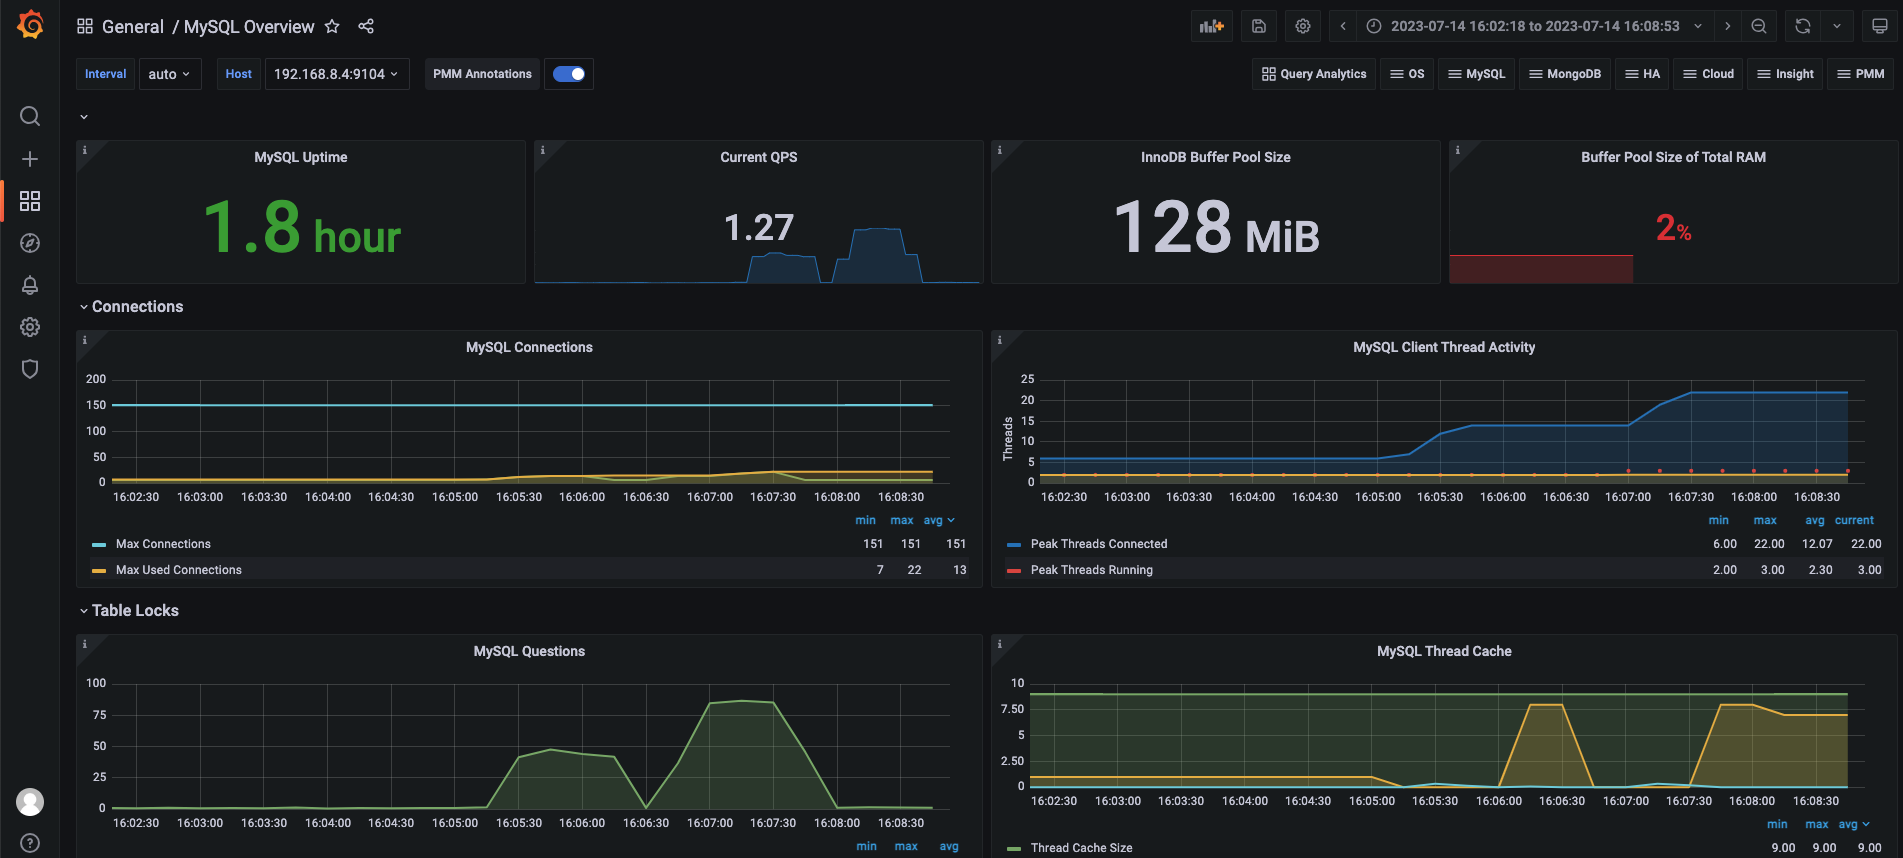 General / MySQL Overview
2023-07-14 16:02:18 to 2023-07-14 16:08:53
Interval auto Host 192.168.8.4:9104 PMM Annotations
Query Analytics OS MySQL MongoDB HA Cloud Insight PMM
MySQL Uptime
1.8 hour
Current QPS
1.27
InnoDB Buffer Pool Size
128 MiB
Buffer Pool Size of Total RAM
2%
Connections
MySQL Connections
200
150
100
50
0
16:02:30 16:03:00 16:03:30 16:04:00 16:04:30 16:05:00 16:05:30 16:06:00 16:06:30 16:07:00 16:07:30 16:08:00 16:08:30
min max avg
Max Connections 151 151 151
Max Used Connections 7 22 13
MySQL Client Thread Activity
Threads
25
20
15
10
5
0
16:02:30 16:03:00 16:03:30 16:04:00 16:04:30 16:05:00 16:05:30 16:06:00 16:06:30 16:07:00 16:07:30 16:08:00 16:08:30
min max avg current
Peak Threads Connected 6.00 22.00 12.07 22.00
Peak Threads Running 2.00 3.00 2.30 3.00
Table Locks
MySQL Questions
100
75
50
25
0
16:02:30 16:03:00 16:03:30 16:04:00 16:04:30 16:05:00 16:05:30 16:06:00 16:06:30 16:07:00 16:07:30 16:08:00 16:08:30
min max avg
MySQL Thread Cache
10
7.50
5
2.50
0
16:02:30 16:03:00 16:03:30 16:04:00 16:04:30 16:05:00 16:05:30 16:06:00 16:06:30 16:07:00 16:07:30 16:08:00 16:08:30
min max avg
Thread Cache Size 9.00 9.00 9.00